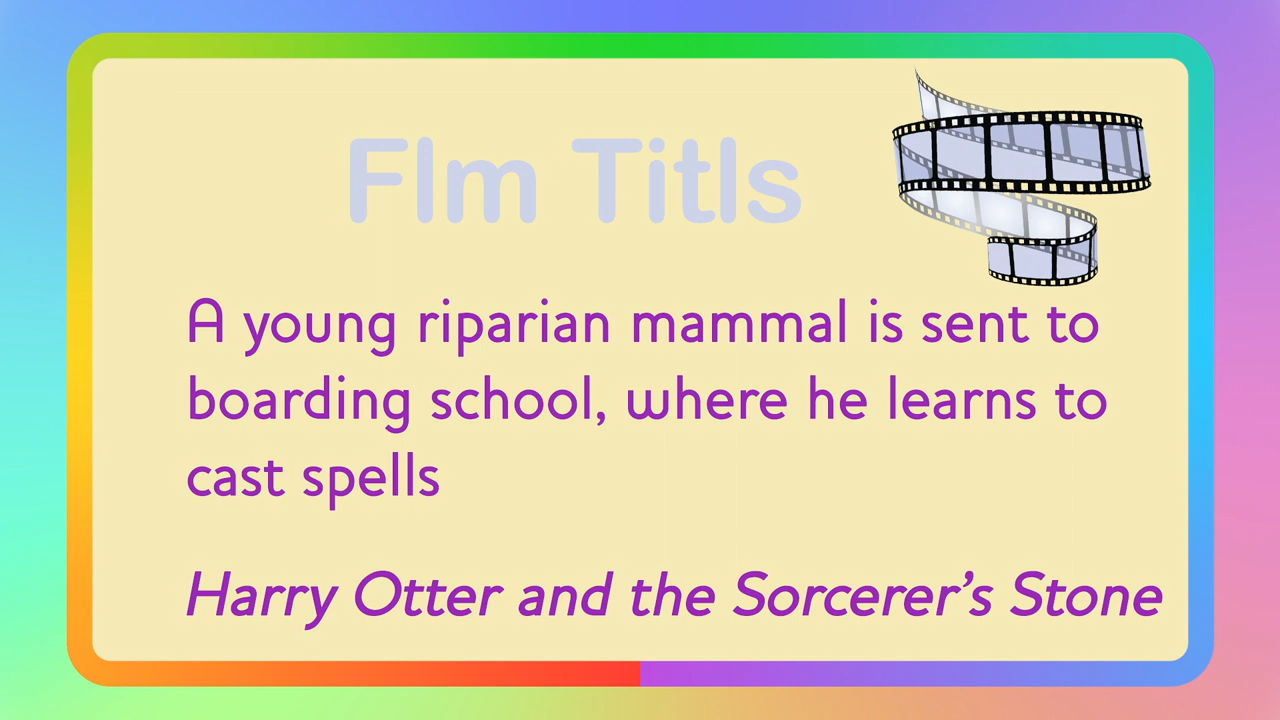 Flm Titls
A young riparian mammal is sent to
boarding school, where he learns to
cast spells
Harry Otter and the Sorcerer's Stone